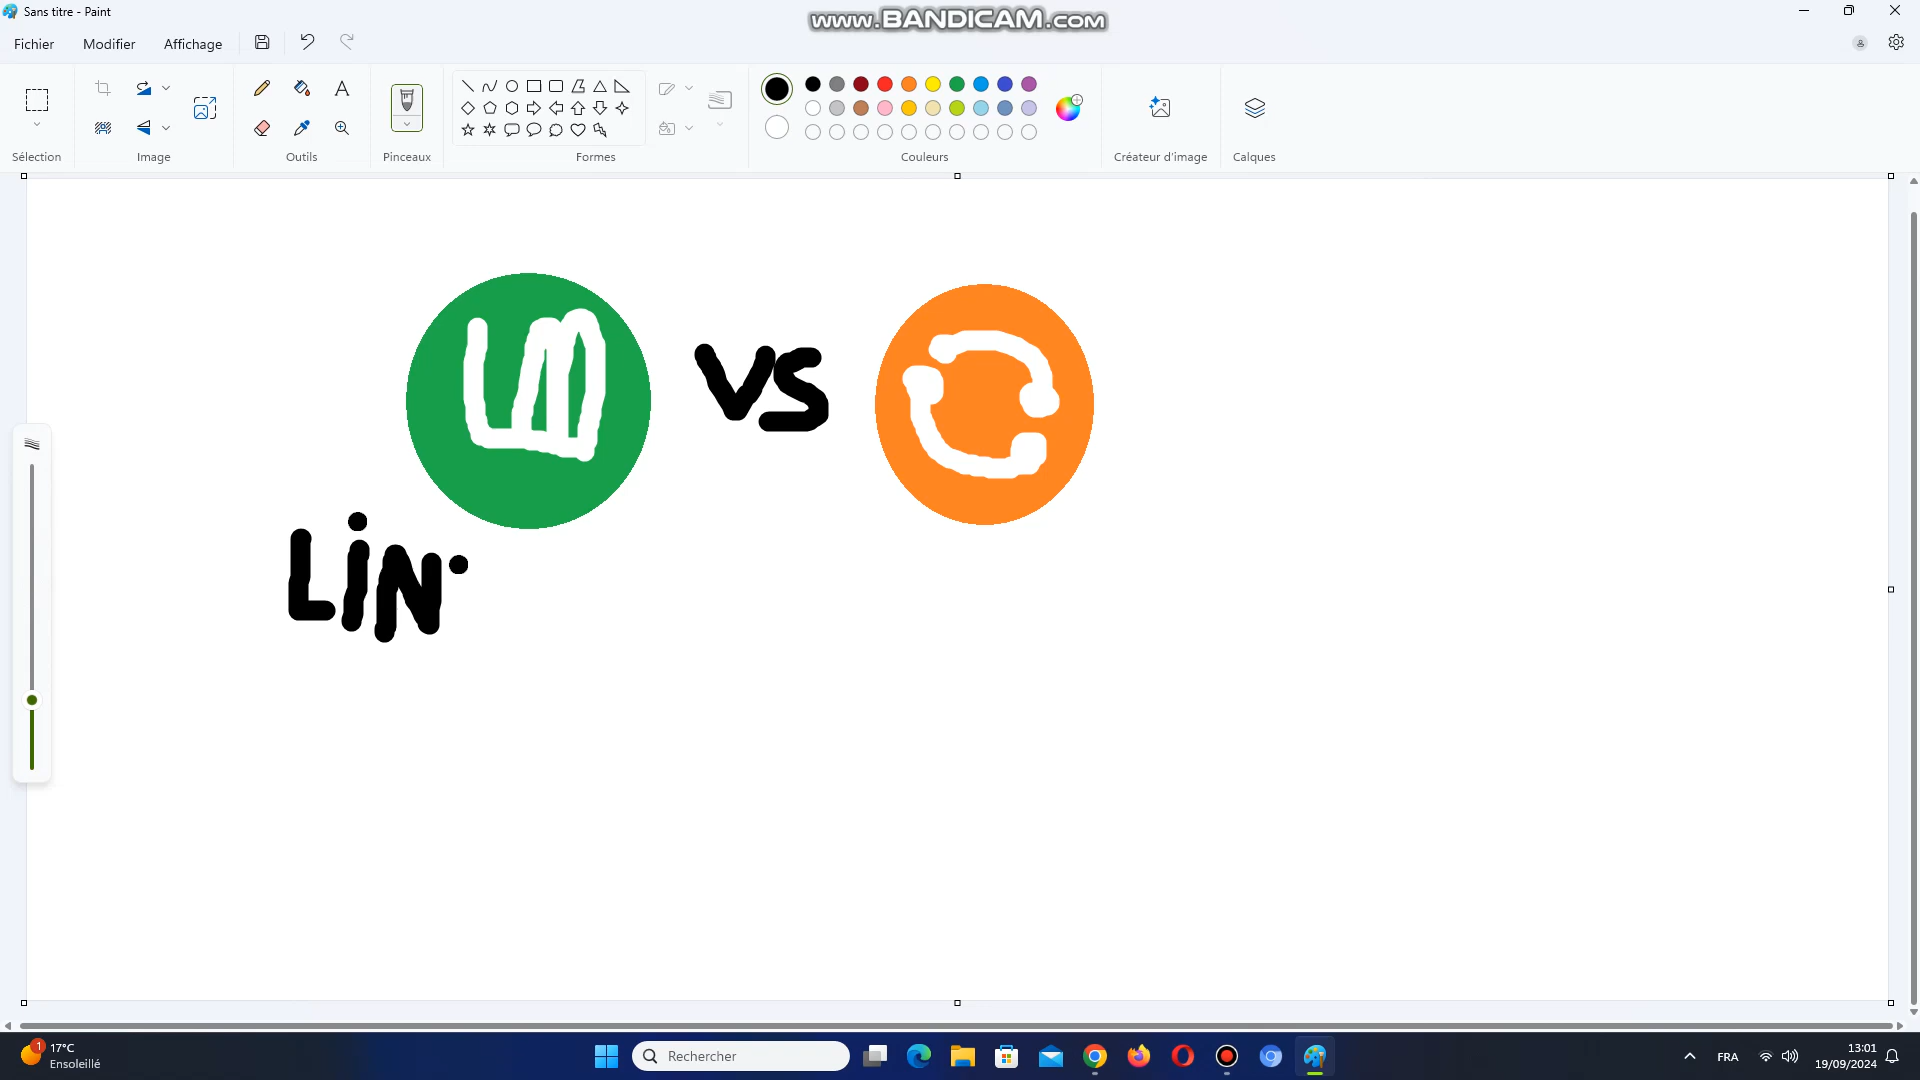 Sans titre - Paint
www.BANDICAM.com
Fichier Modifier Affichage
Sélection Image Outils Pinceaux Formes Couleurs Créateur d'image Calques
VS
LiN
1
17°C
Ensoleillé
Rechercher
FRA
13:01
19/09/2024